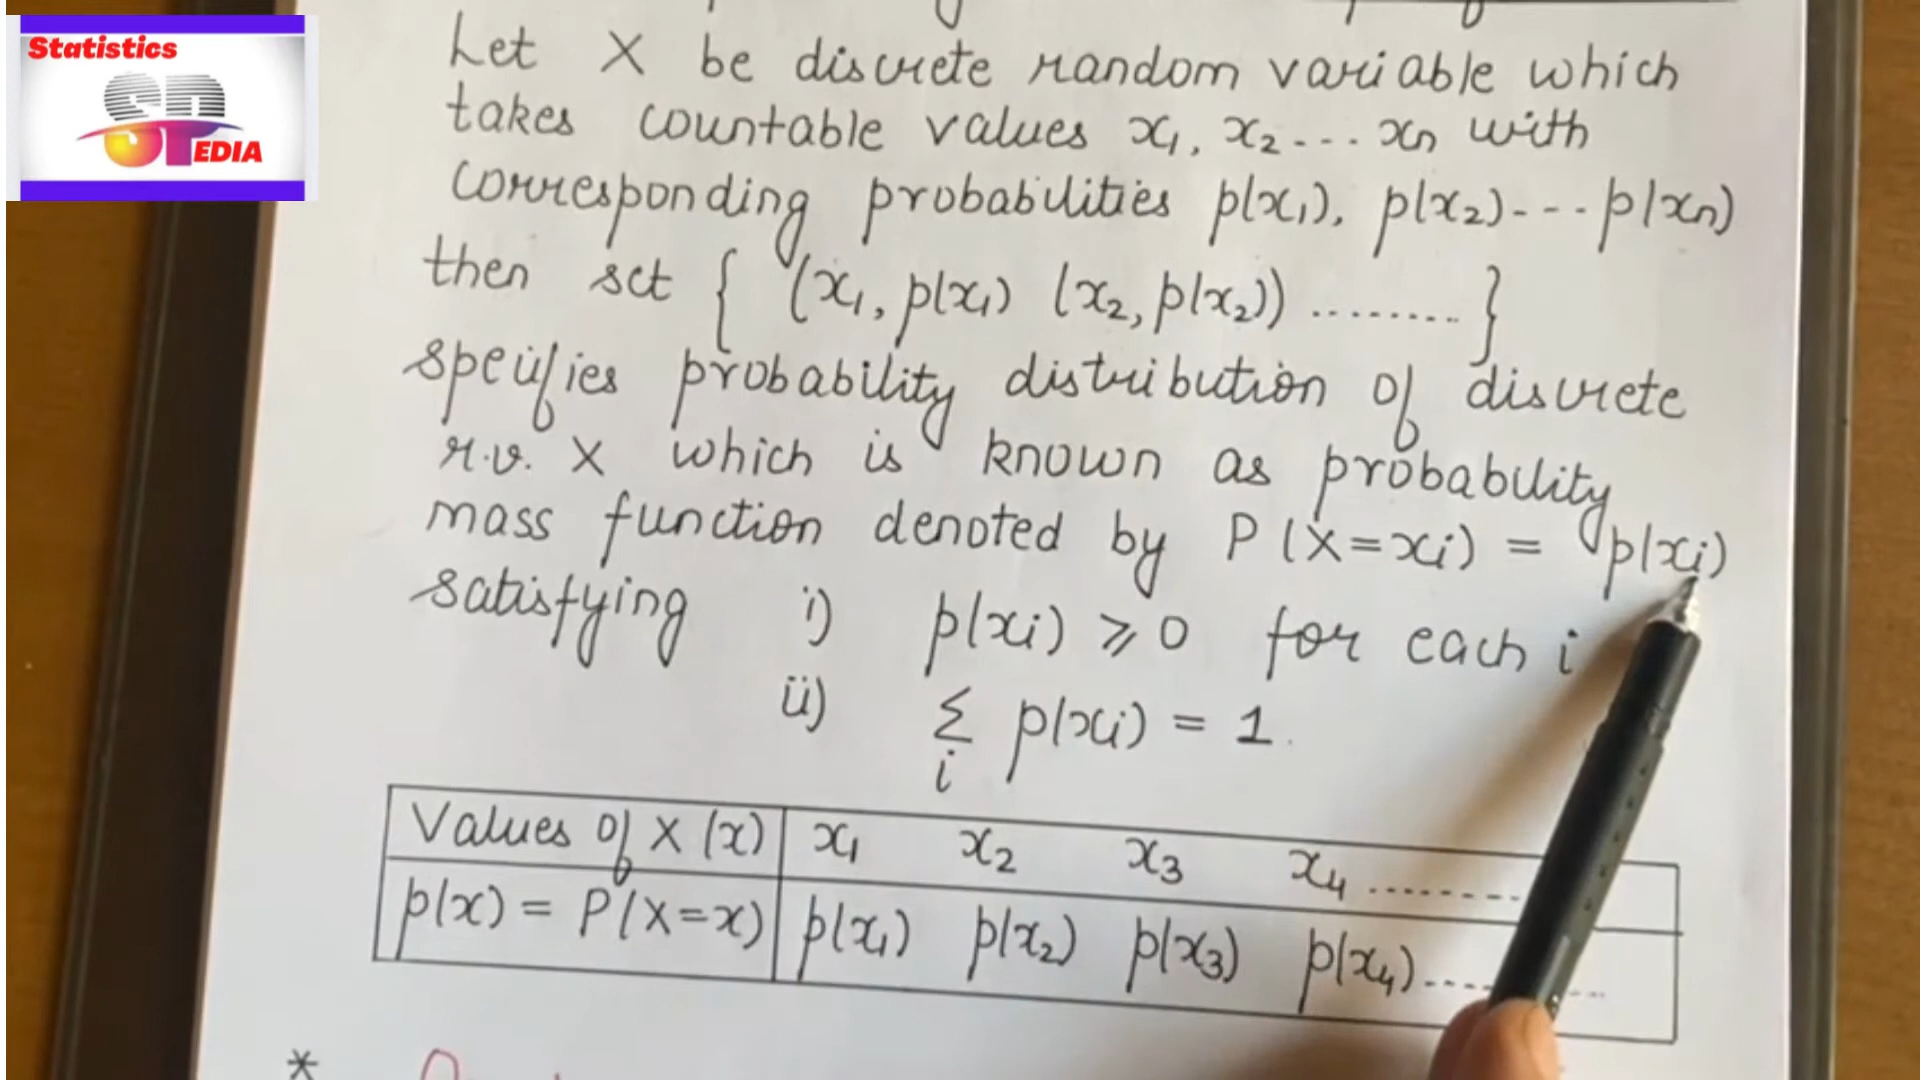 Statistics
STEDIA
Let X be discrete random variable which
takes countable values x₁, x₂ --- xn with
corresponding probabilities p(x₁), p(x₂) --- p(xn)
then set { (x₁, p(x₁) (x₂, p(x₂)) ........ }
specifies probability distribution of discrete
r.v. X which is known as probability
mass function denoted by P(X=xi) = p(xi)
satisfying i) p(xi) ⩾ 0 for each i
ii) Σ p(xi) = 1.
i
Values of X (x) x₁ x₂ x₃ x₄ ........
p(x) = P(X=x) p(x₁) p(x₂) p(x₃) p(x₄) ........
*